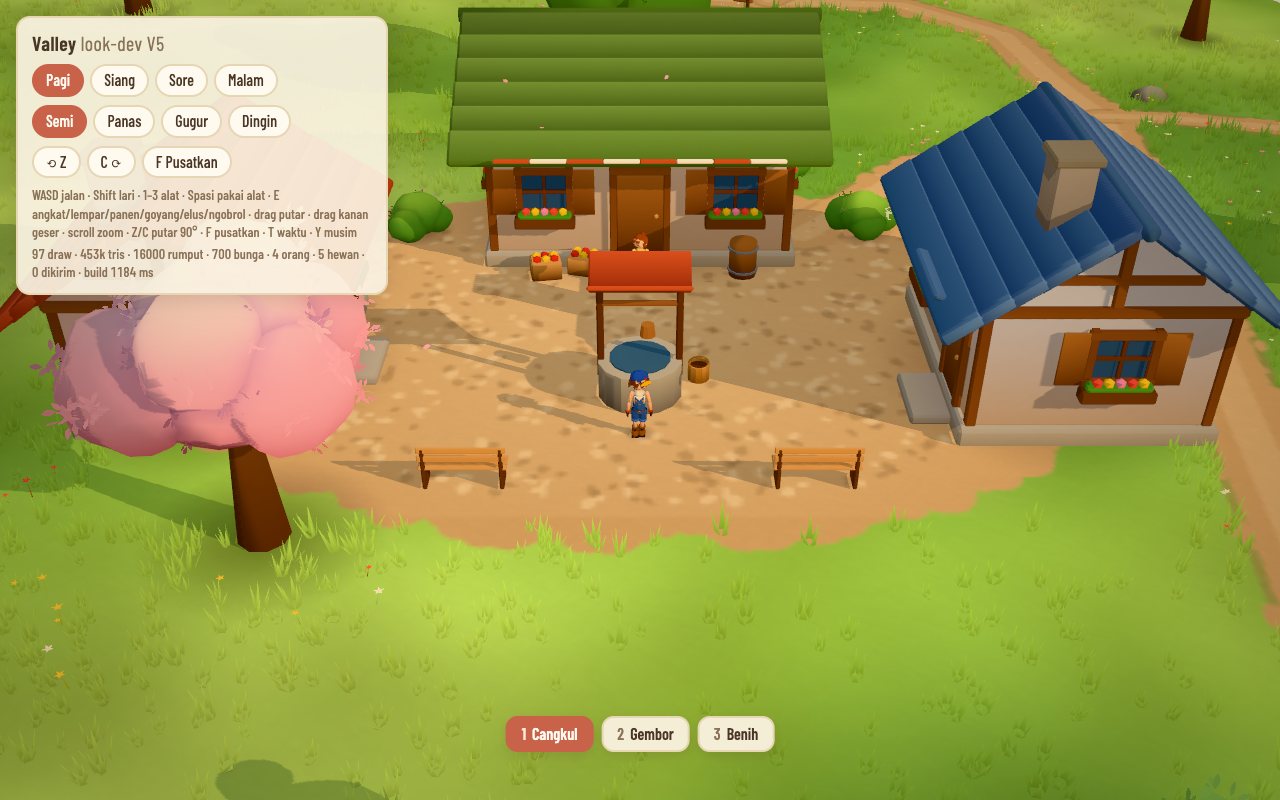 Valley look-dev V5
Pagi Siang Sore Malam
Semi Panas Gugur Dingin
⟲ Z C ⟳ F Pusatkan
WASD jalan · Shift lari · 1–3 alat · Spasi pakai alat · E
angkat/lempar/panen/goyang/elus/ngobrol · drag putar · drag kanan
geser · scroll zoom · Z/C putar 90° · F pusatkan · T waktu · Y musim
97 draw · 453k tris · 16000 rumput · 700 bunga · 4 orang · 5 hewan ·
0 dikirim · build 1184 ms
1 Cangkul 2 Gembor 3 Benih